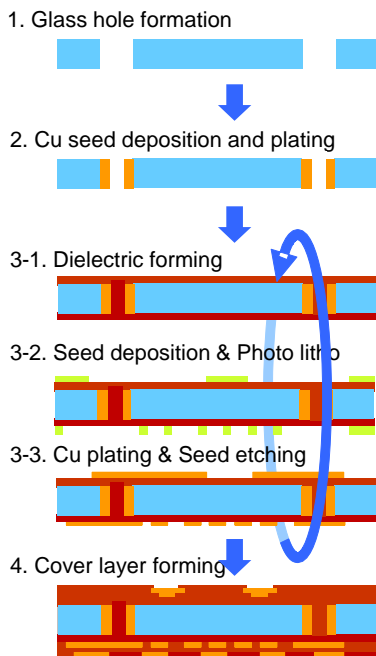 1. Glass hole formation
2. Cu seed deposition and plating
3-1. Dielectric forming
3-2. Seed deposition & Photo litho
3-3. Cu plating & Seed etching
4. Cover layer forming